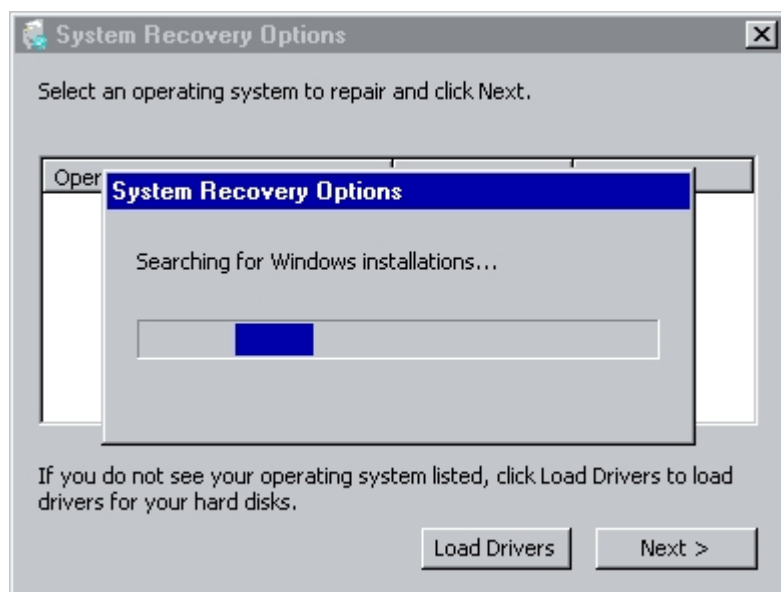 System Recovery Options
Select an operating system to repair and click Next.
Oper
System Recovery Options
Searching for Windows installations...
If you do not see your operating system listed, click Load Drivers to load
drivers for your hard disks.
Load Drivers
Next >